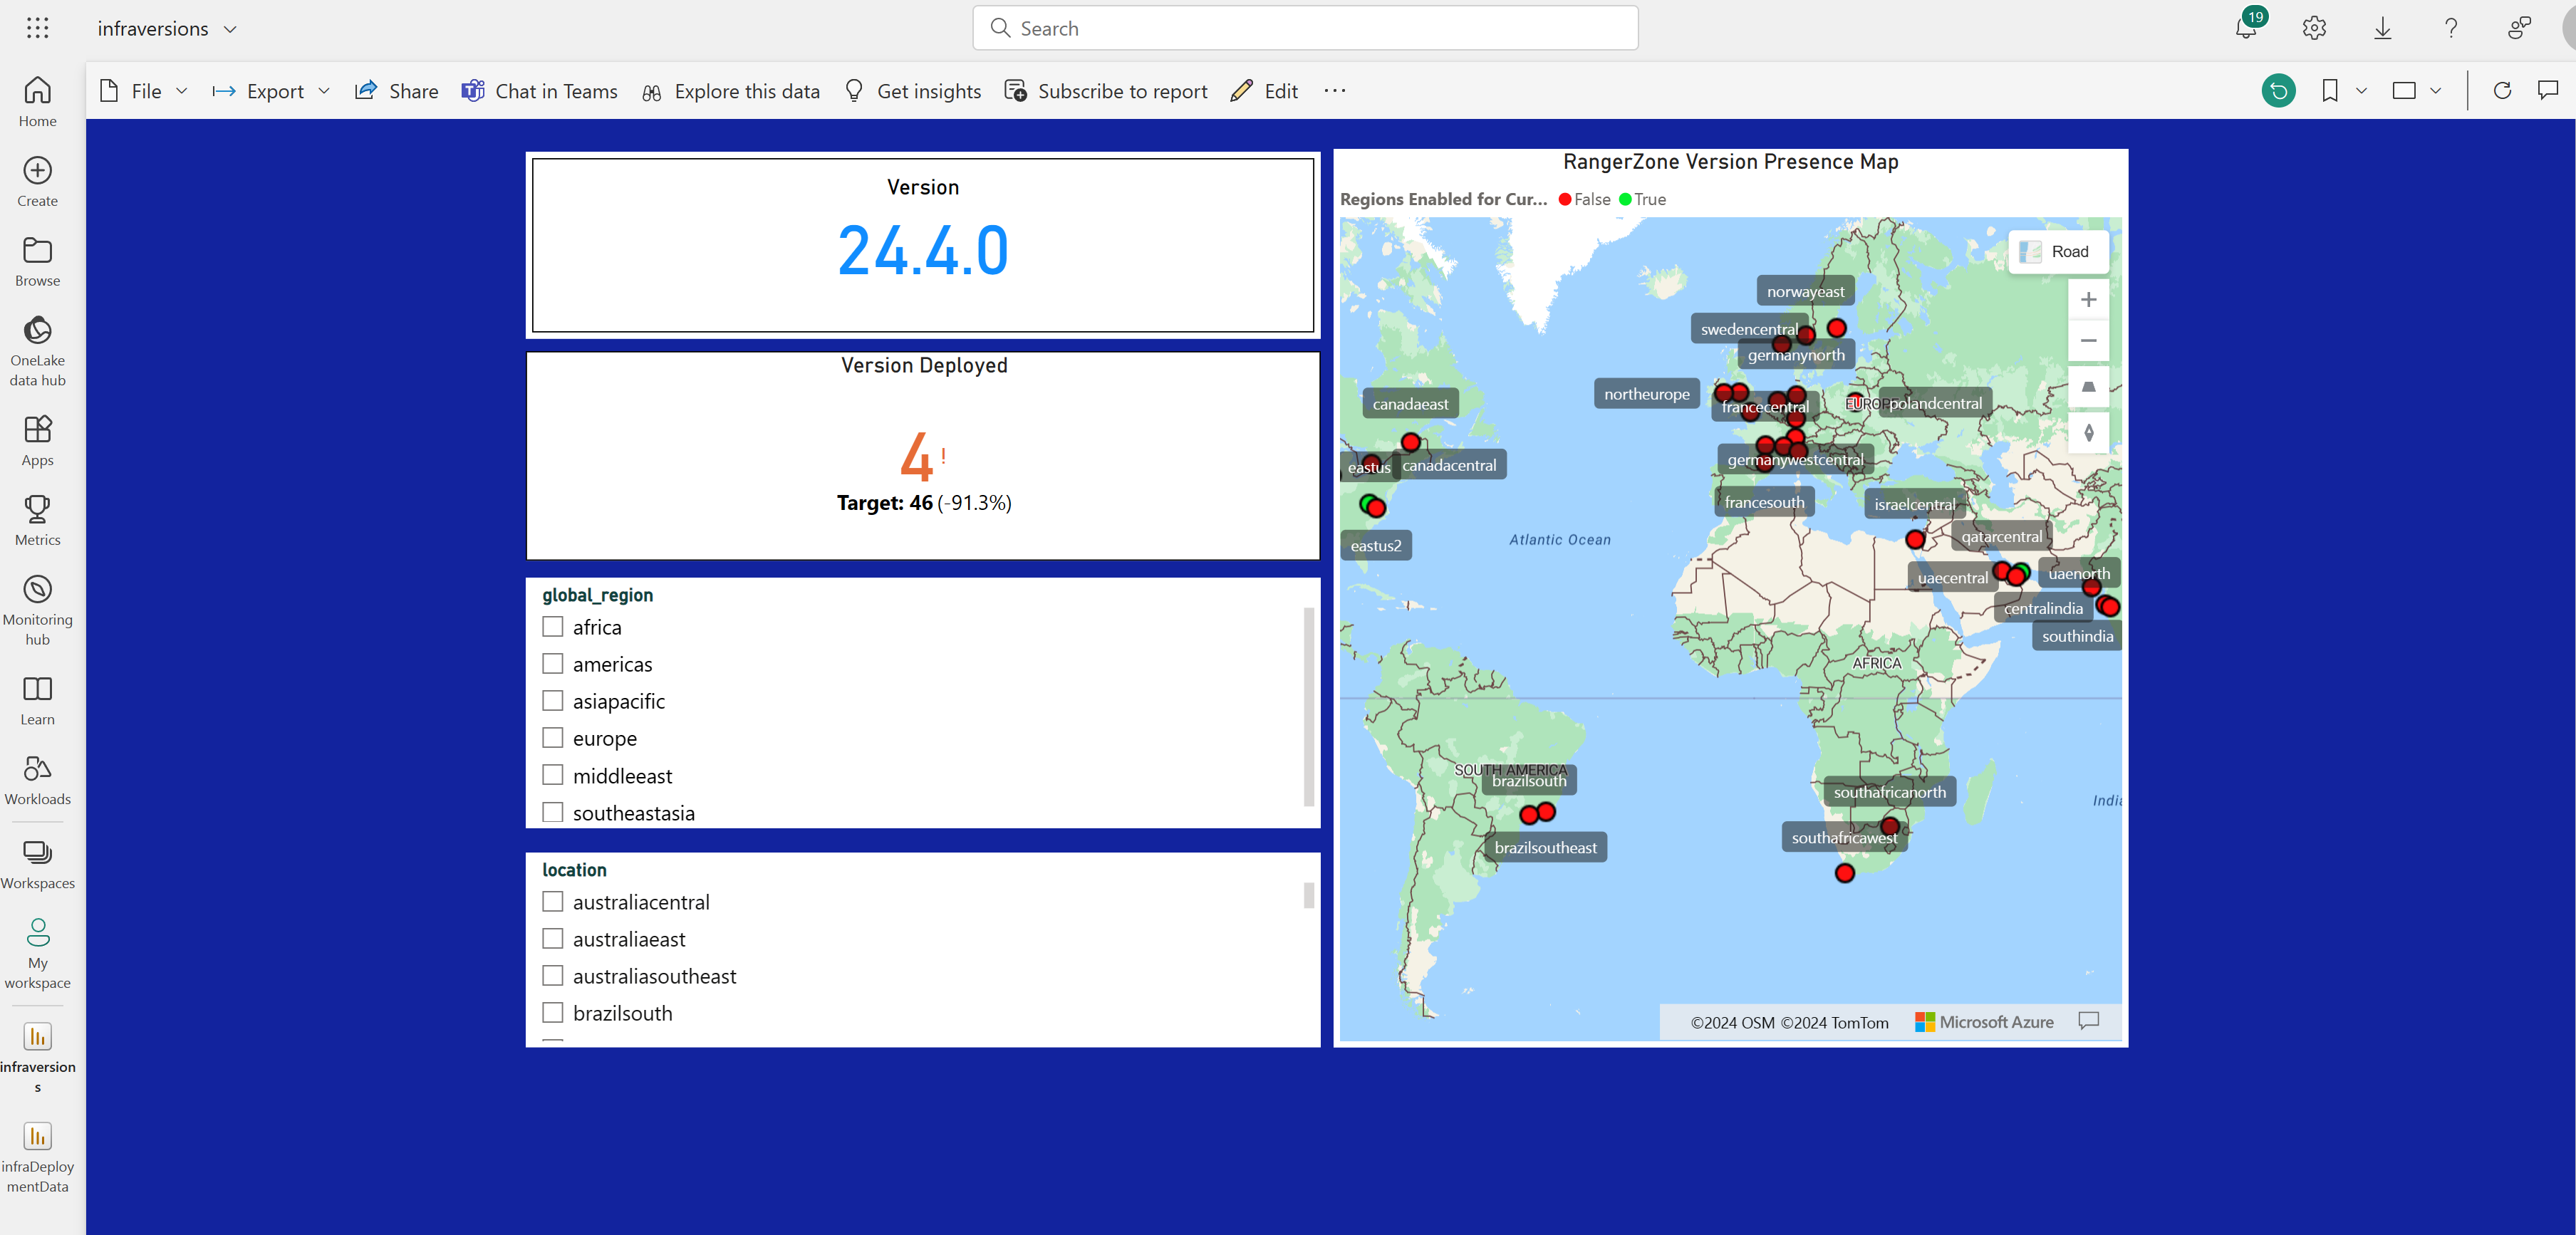 infraversions
Search
19
File
Export
Share
Chat in Teams
Explore this data
Get insights
Subscribe to report
Edit
Home
Create
Browse
OneLake
data hub
Apps
Metrics
Monitoring
hub
Learn
Workloads
Workspaces
My
workspace
infraversion
s
infraDeploy
mentData
Version
24.4.0
Version Deployed
4!
Target: 46 (-91.3%)
global_region
africa
americas
asiapacific
europe
middleeast
southeastasia
location
australiacentral
australiaeast
australiasoutheast
brazilsouth
RangerZone Version Presence Map
Regions Enabled for Cur... False True
Road
norwayeast
swedencentral
germanynorth
northeurope
francecentral
EUROPE
polandcentral
canadaeast
eastus
canadacentral
germanywestcentral
francesouth
israelcentral
eastus2
Atlantic Ocean
qatarcentral
uaecentral
uaenorth
centralindia
southindia
AFRICA
SOUTH AMERICA
brazilsouth
southafricanorth
India
southafricawest
brazilsoutheast
©2024 OSM ©2024 TomTom
Microsoft Azure